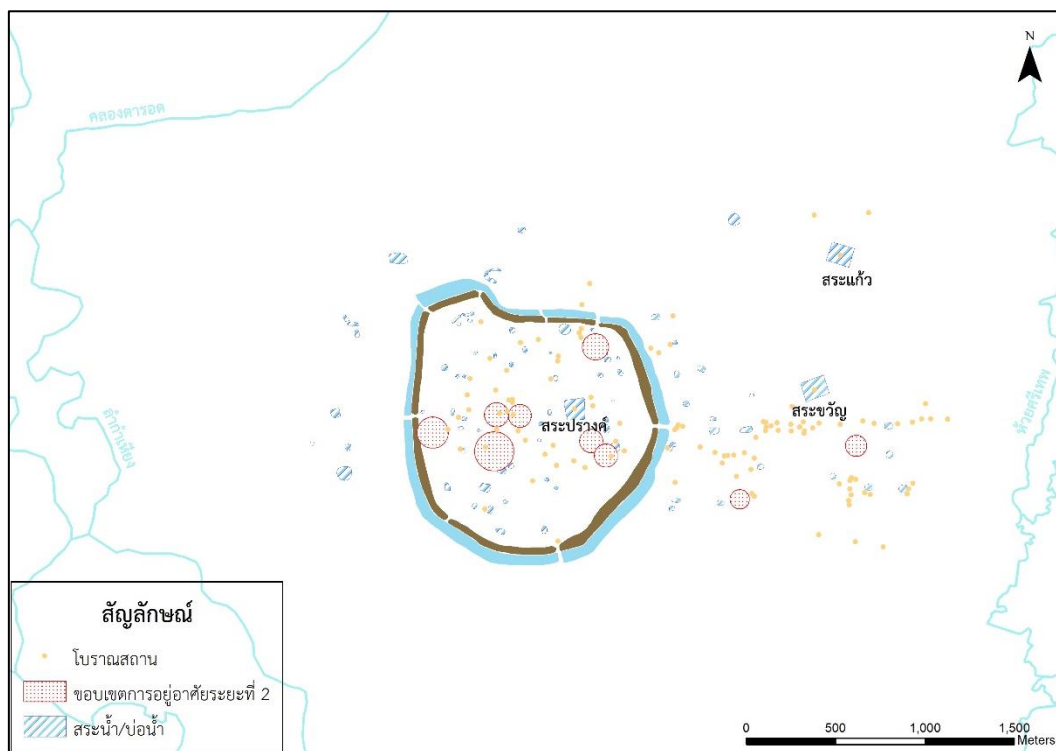 N
คลองตารอด
สระแก้ว
ห้วยศรีเทพ
สระขวัญ
สระปรางค์
ลำกำเทียง
สัญลักษณ์
โบราณสถาน
ขอบเขตการอยู่อาศัยระยะที่ 2
สระน้ำ/บ่อน้ำ
0 500 1,000 1,500
Meters